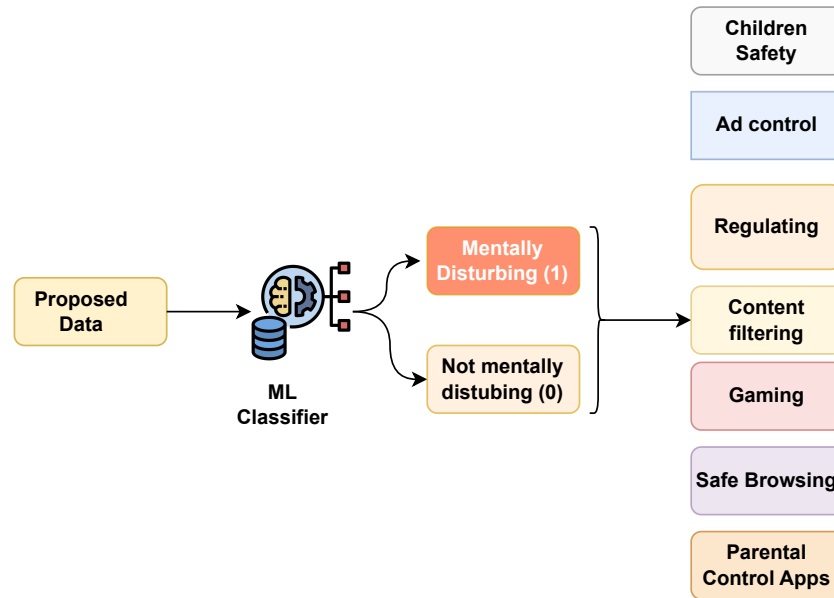 Proposed
Data
ML
Classifier
Mentally
Disturbing (1)
Not mentally
distubing (0)
Children
Safety
Ad control
Regulating
Content
filtering
Gaming
Safe Browsing
Parental
Control Apps